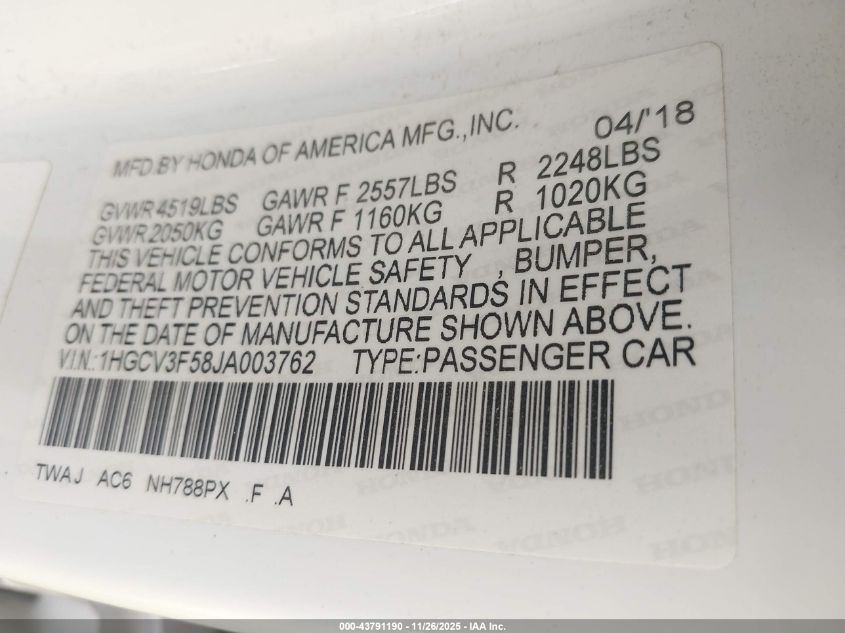 MFD.BY HONDA OF AMERICA MFG.,INC. 04/'18
GVWR 4519LBS GAWR F 2557LBS R 2248LBS
GVWR 2050KG GAWR F 1160KG R 1020KG
THIS VEHICLE CONFORMS TO ALL APPLICABLE
FEDERAL MOTOR VEHICLE SAFETY , BUMPER,
AND THEFT PREVENTION STANDARDS IN EFFECT
ON THE DATE OF MANUFACTURE SHOWN ABOVE.
V.I.N.:1HGCV3F58JA003762 TYPE:PASSENGER CAR
TWAJ AC6 NH788PX .F .A
000-43791190 - 11/26/2025 - IAA Inc.